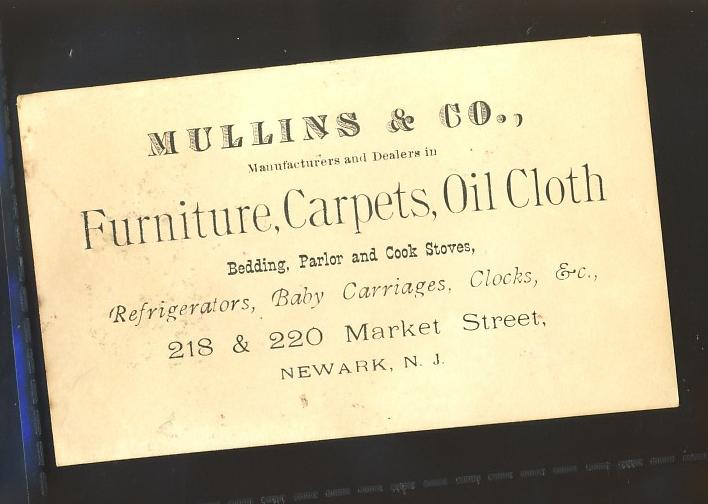 MULLINS & CO.,
Manufacturers and Dealers in
Furniture, Carpets, Oil Cloth
Bedding, Parlor and Cook Stoves,
Refrigerators, Baby Carriages, Clocks, &c.,
218 & 220 Market Street,
NEWARK, N. J.